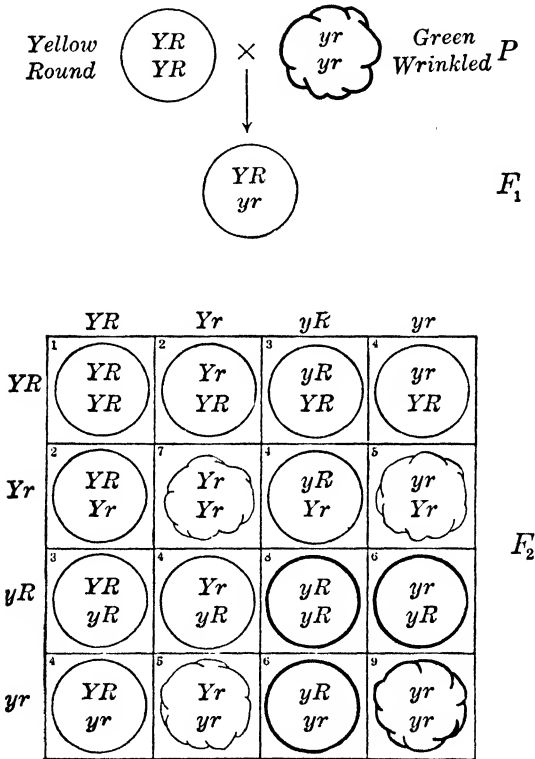 Yellow Round
YR
YR
×
yr
yr
Green Wrinkled
P
YR
yr
F1
YR Yr yR yr
YR
1 2 3 4
YR Yr yR yr
YR YR YR YR
Yr
2 7 4 5
YR Yr yR yr
Yr Yr Yr Yr
F2
yR
3 4 8 6
YR Yr yR yr
yR yR yR yR
yr
4 5 6 9
YR Yr yR yr
yr yr yr yr